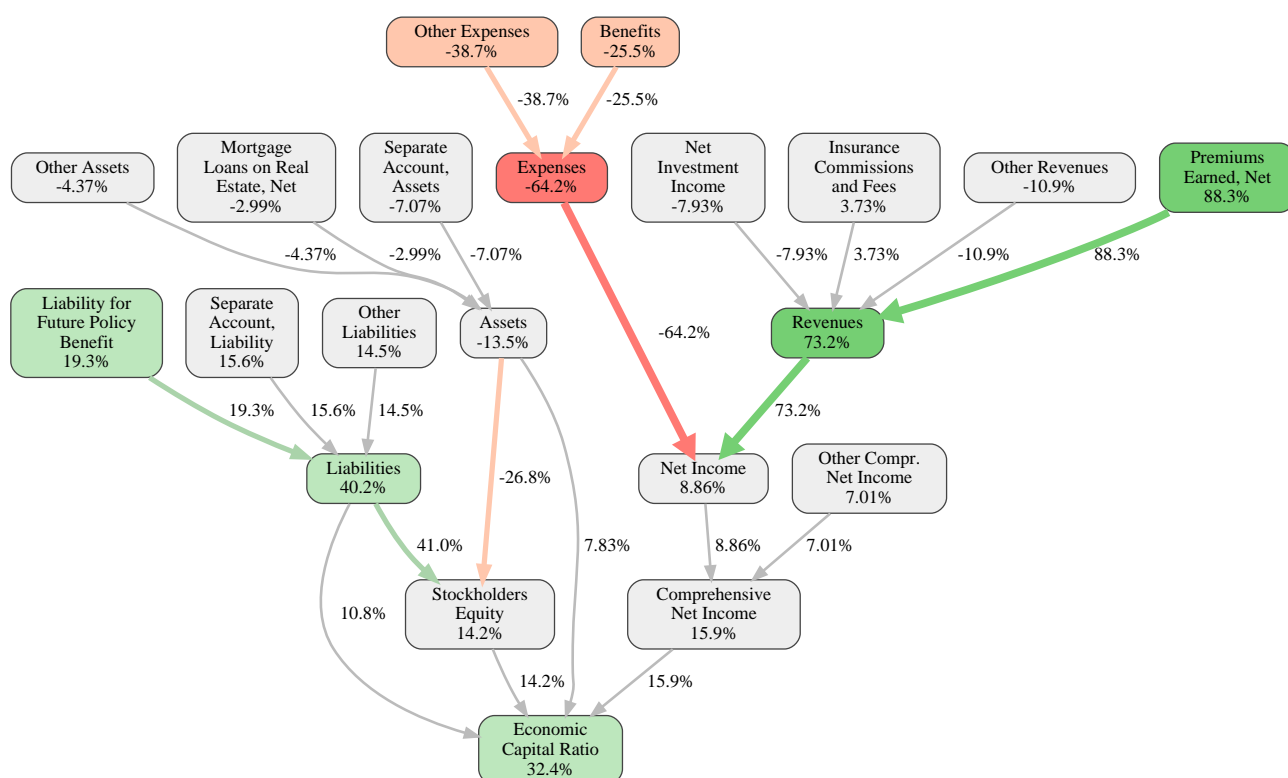 Other Expenses
-38.7%
Benefits
-25.5%
-38.7%
-25.5%
Other Assets
-4.37%
Mortgage
Loans on Real
Estate, Net
-2.99%
Separate
Account,
Assets
-7.07%
Expenses
-64.2%
Net
Investment
Income
-7.93%
Insurance
Commissions
and Fees
3.73%
Other Revenues
-10.9%
Premiums
Earned, Net
88.3%
-4.37%
-2.99%
-7.07%
-7.93%
3.73%
-10.9%
88.3%
Liability for
Future Policy
Benefit
19.3%
Separate
Account,
Liability
15.6%
Other
Liabilities
14.5%
Assets
-13.5%
-64.2%
Revenues
73.2%
19.3%
15.6%
14.5%
73.2%
Liabilities
40.2%
-26.8%
Net Income
8.86%
Other Compr.
Net Income
7.01%
41.0%
7.83%
8.86%
7.01%
10.8%
Stockholders
Equity
14.2%
Comprehensive
Net Income
15.9%
14.2%
15.9%
Economic
Capital Ratio
32.4%